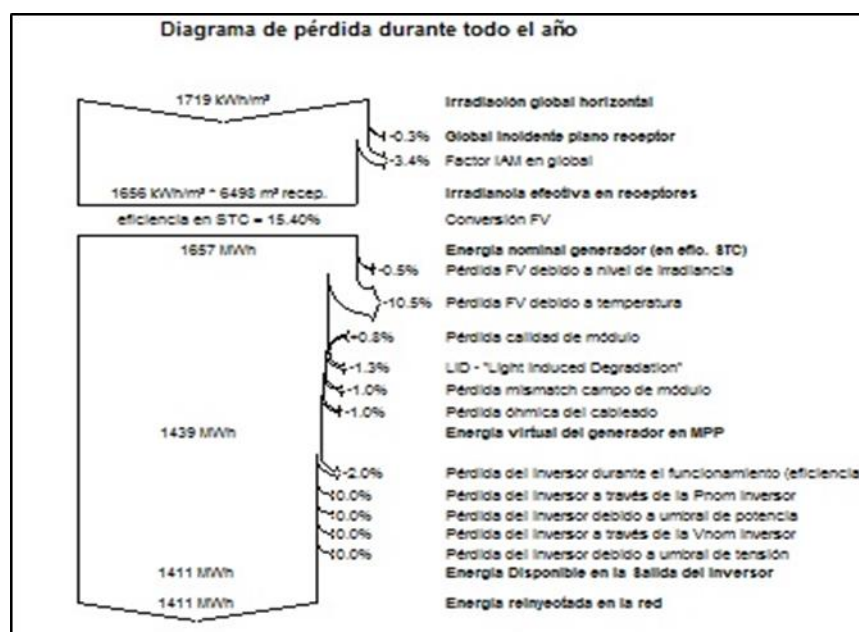 Diagrama de pérdida durante todo el año
1719 kWh/m² Irradiación global horizontal
-0.3% Global incidente plano receptor
-3.4% Factor IAM en global
1656 kWh/m² * 6498 m² recep. Irradiancia efectiva en receptores
eficiencia en STC = 15.40% Conversión FV
1657 MWh Energía nominal generador (en efic. STC)
-0.5% Pérdida FV debido a nivel de irradiancia
-10.5% Pérdida FV debido a temperatura
+0.8% Pérdida calidad de módulo
-1.3% LID - "Light Induced Degradation"
-1.0% Pérdida mismatch campo de módulo
-1.0% Pérdida óhmica del cableado
1439 MWh Energía virtual del generador en MPP
-2.0% Pérdida del inversor durante el funcionamiento (eficiencia
0.0% Pérdida del inversor a través de la Pnom inversor
0.0% Pérdida del inversor debido a umbral de potencia
0.0% Pérdida del inversor a través de la Vnom inversor
0.0% Pérdida del inversor debido a umbral de tensión
1411 MWh Energía Disponible en la Salida del Inversor
1411 MWh Energía reinyectada en la red